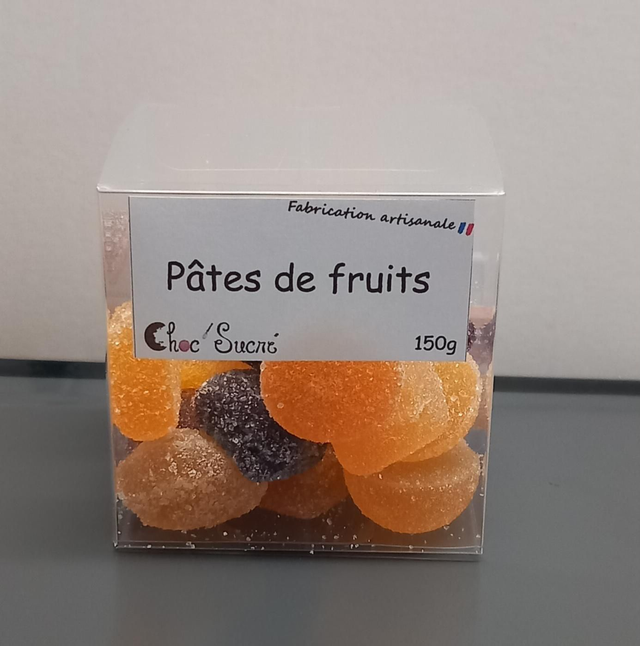 Fabrication artisanale
Pâtes de fruits
Choc'Sucré
150g